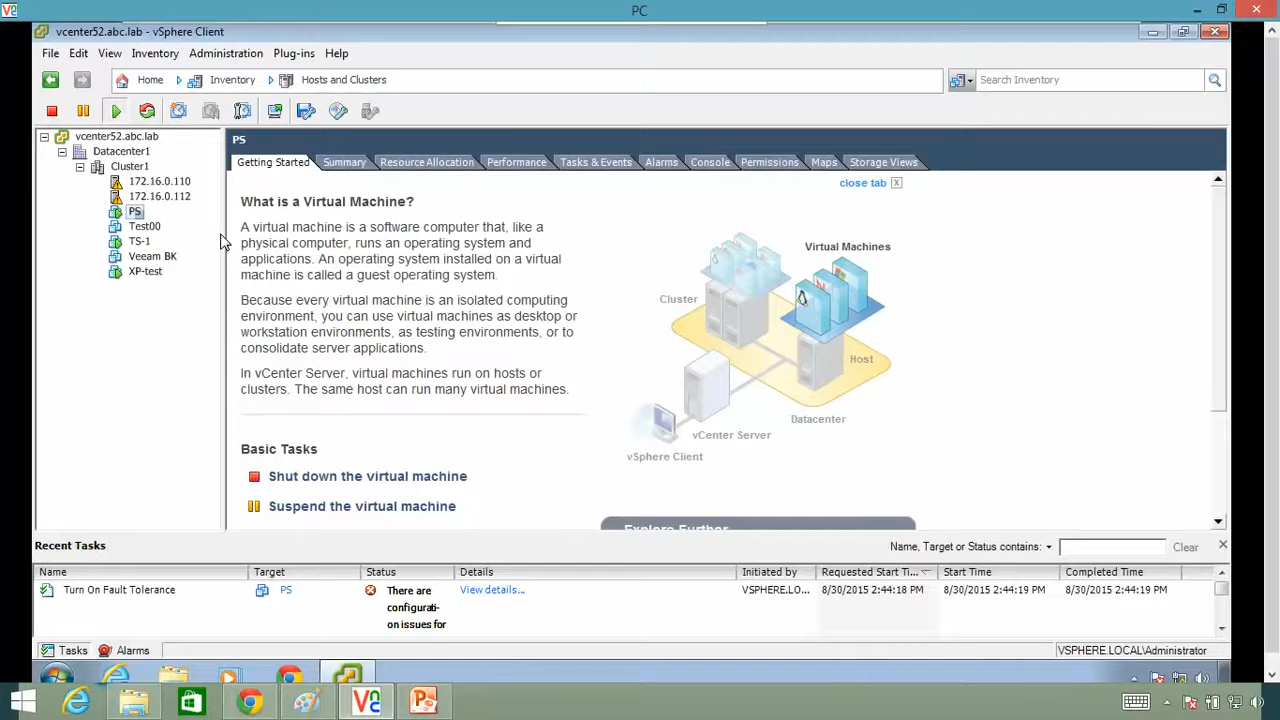 PC
vcenter52.abc.lab - vSphere Client
File Edit View Inventory Administration Plug-ins Help
Home Inventory Hosts and Clusters Search Inventory
vcenter52.abc.lab
Datacenter1
Cluster1
172.16.0.110
172.16.0.112
PS
Test00
TS-1
Veeam BK
XP-test
PS
Getting Started Summary Resource Allocation Performance Tasks & Events Alarms Console Permissions Maps Storage Views
close tab X
What is a Virtual Machine?
A virtual machine is a software computer that, like a
physical computer, runs an operating system and
applications. An operating system installed on a virtual
machine is called a guest operating system.
Because every virtual machine is an isolated computing
environment, you can use virtual machines as desktop or
workstation environments, as testing environments, or to
consolidate server applications.
In vCenter Server, virtual machines run on hosts or
clusters. The same host can run many virtual machines.
Virtual Machines
Cluster
Host
Datacenter
vCenter Server
vSphere Client
Basic Tasks
Shut down the virtual machine
Suspend the virtual machine
Explore Further
Recent Tasks Name, Target or Status contains: Clear
Name Target Status Details Initiated by Requested Start Ti... Start Time Completed Time
Turn On Fault Tolerance PS There are View details... VSPHERE.LO... 8/30/2015 2:44:18 PM 8/30/2015 2:44:19 PM 8/30/2015 2:44:19 PM
configurati-
on issues for
Tasks Alarms VSPHERE.LOCAL\Administrator